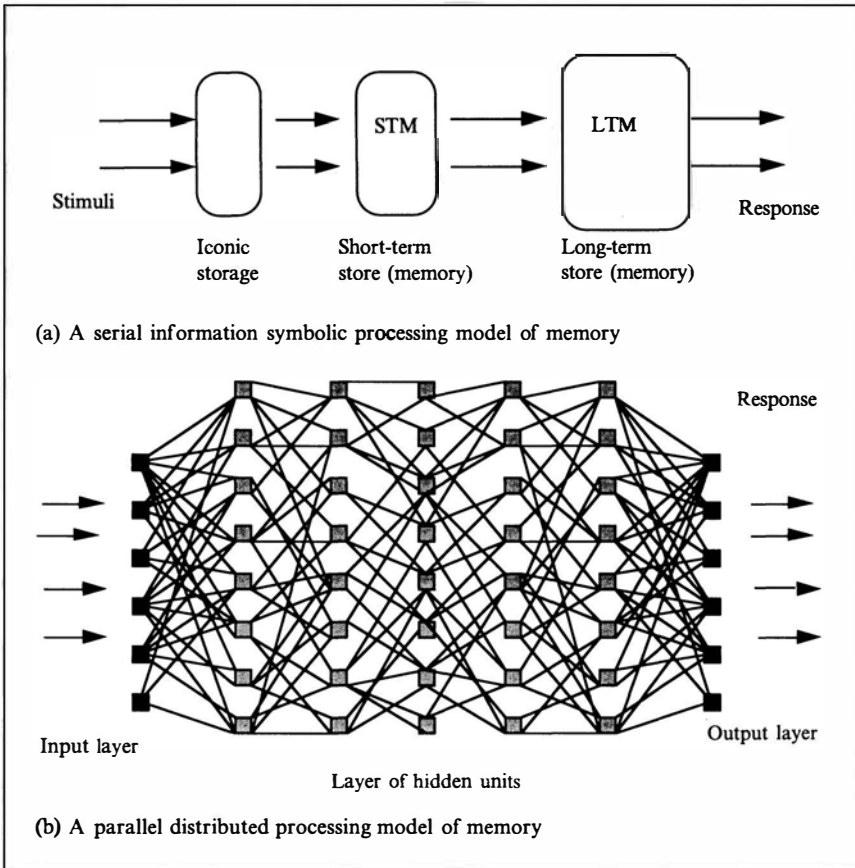 STM
LTM
Stimuli
Response
Iconic
storage
Short-term
store (memory)
Long-term
store (memory)
(a) A serial information symbolic processing model of memory
Response
Input layer
Output layer
Layer of hidden units
(b) A parallel distributed processing model of memory